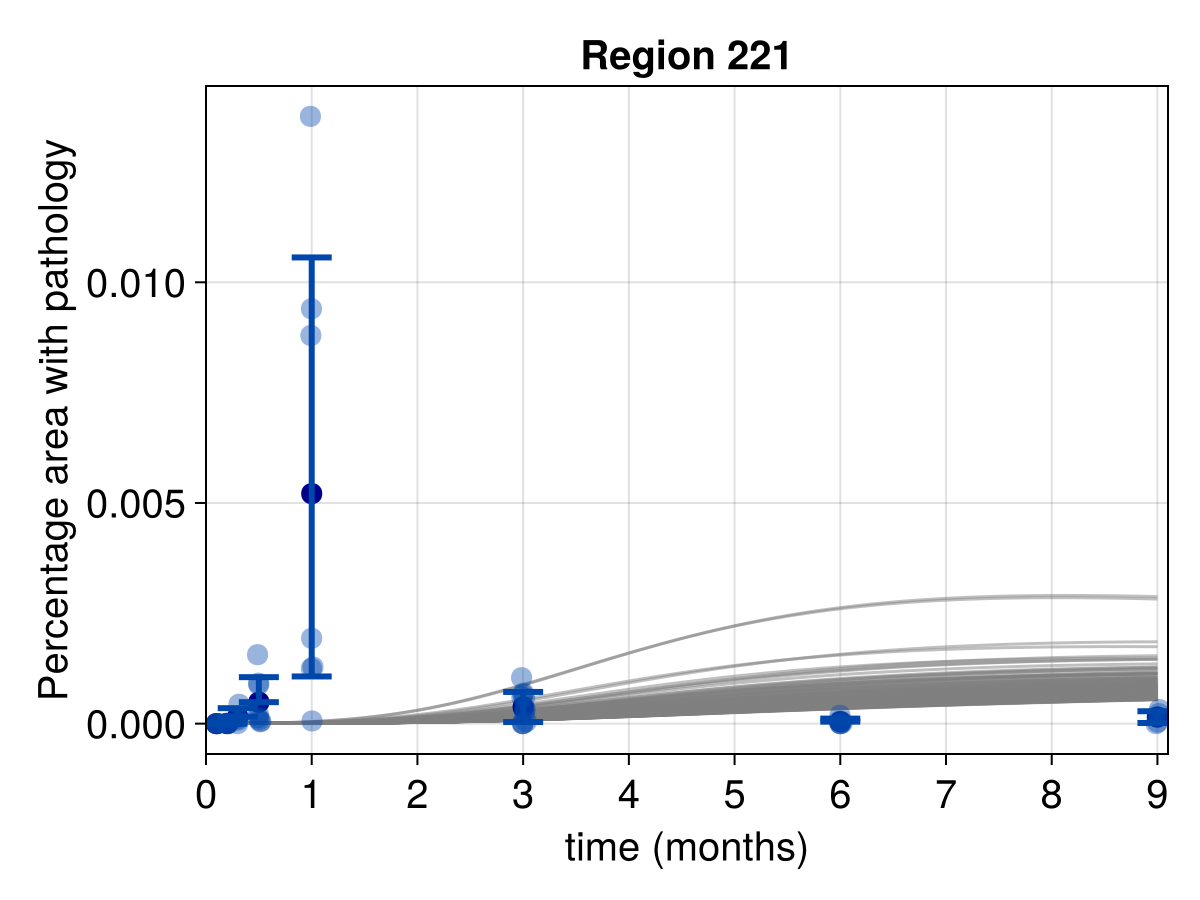 Region 221
Percentage area with pathology
0.010
0.005
0.000
0 1 2 3 4 5 6 7 8 9
time (months)